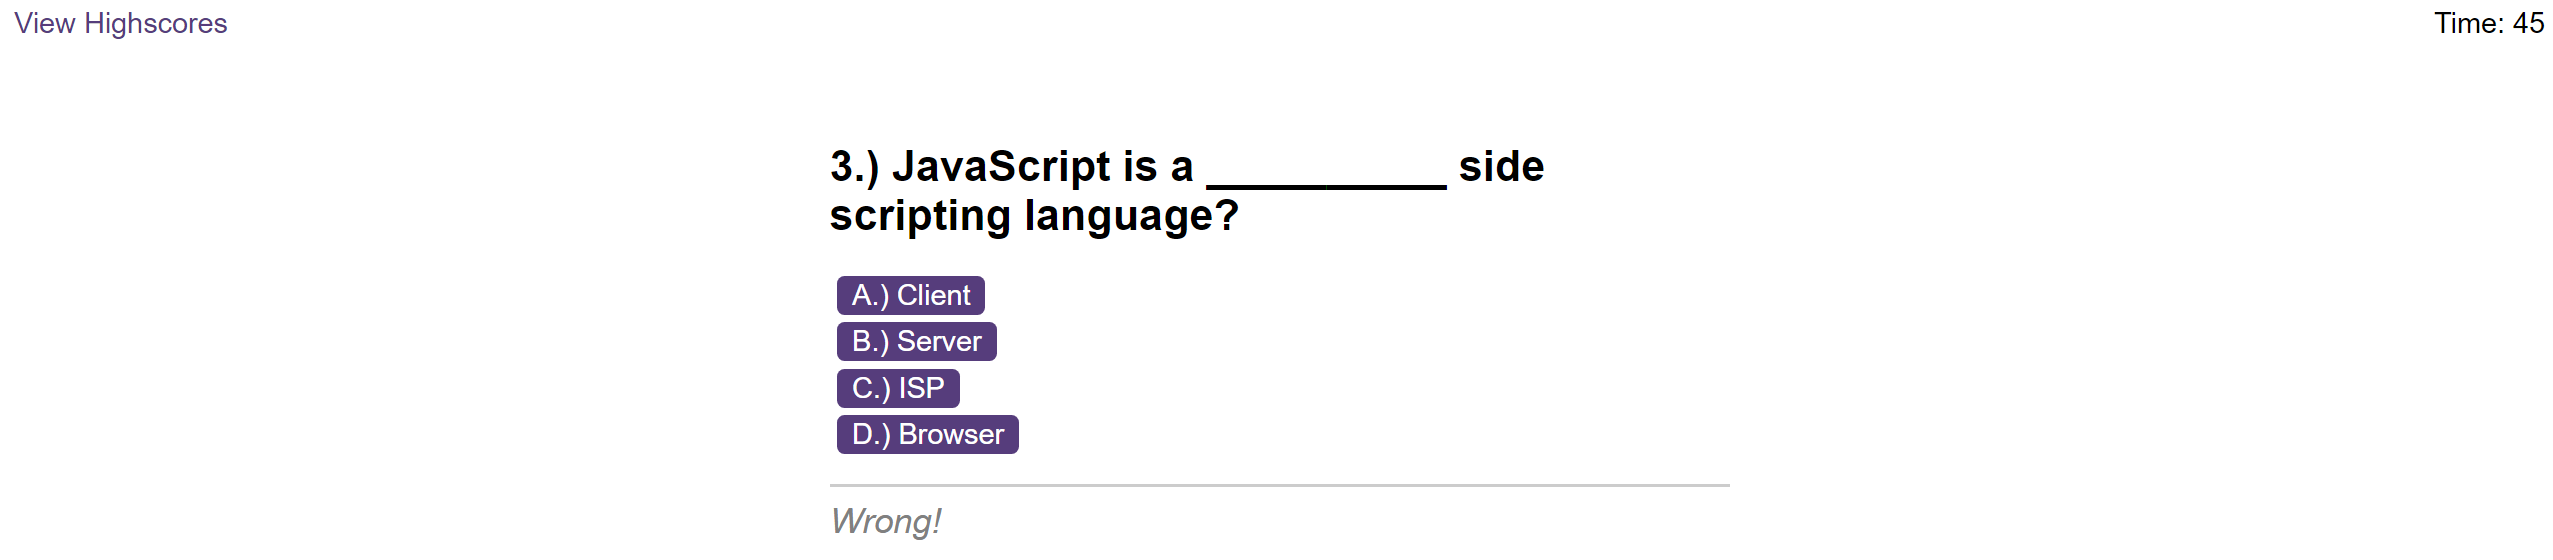 View Highscores
Time: 45
3.) JavaScript is a __________ side
scripting language?
A.) Client
B.) Server
C.) ISP
D.) Browser
Wrong!